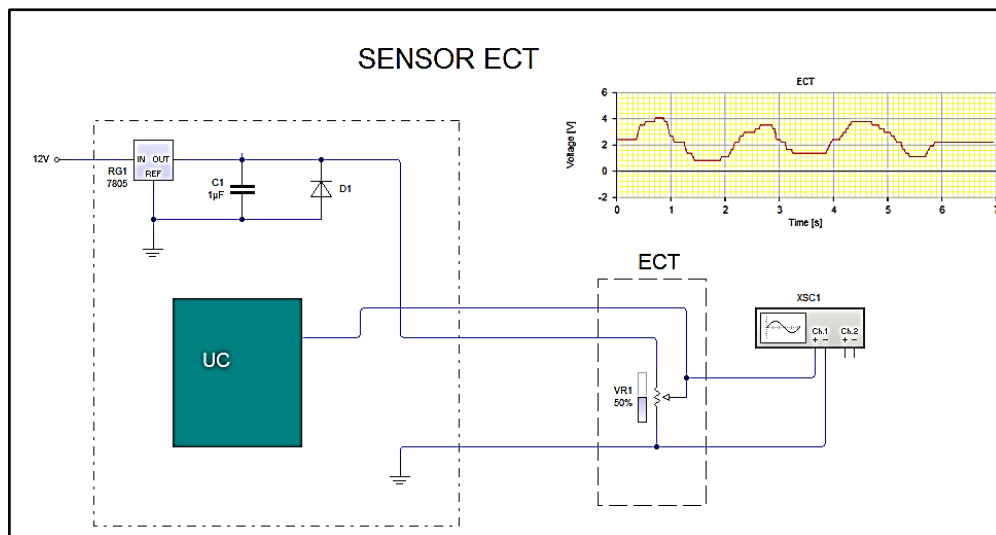 SENSOR ECT
ECT
6
4
2
0
-2
Voltage [V]
0 1 2 3 4 5 6 7
Time [s]
12V
IN OUT
REF
RG1
7805
C1
1µF
D1
ECT
XSC1
Ch.1 Ch.2
+ − + −
UC
VR1
50%